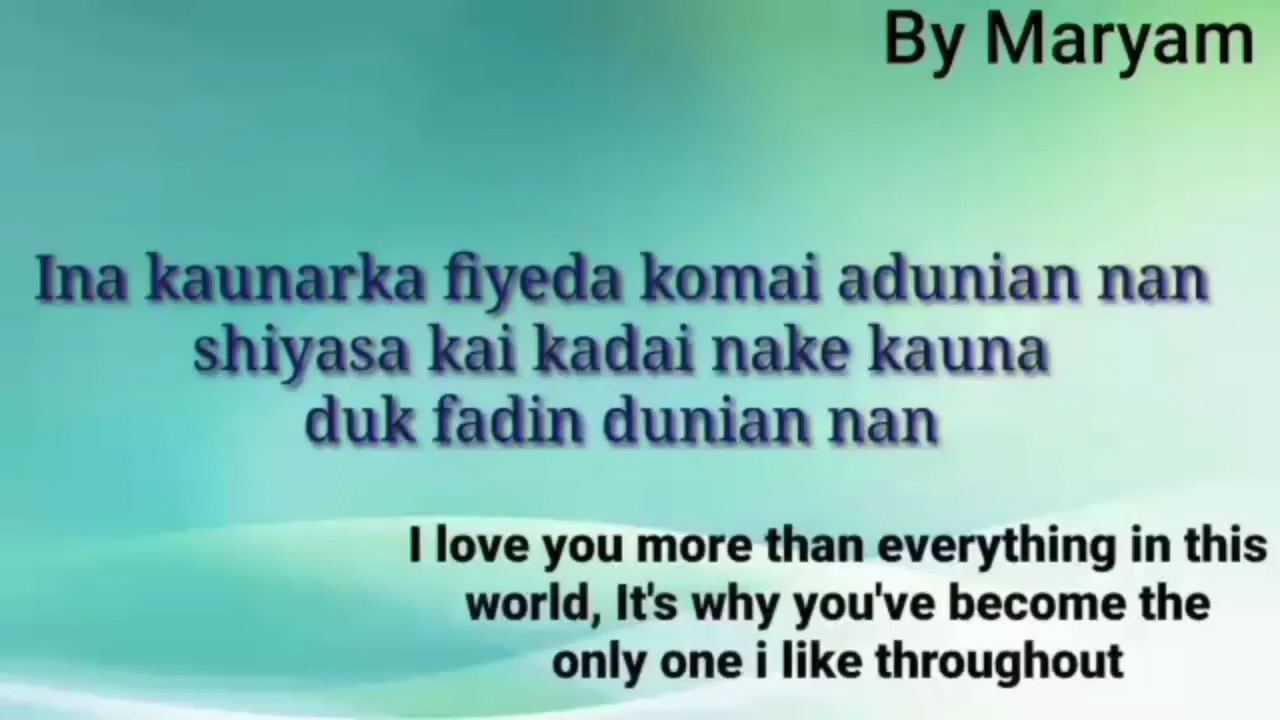 By Maryam
Ina kaunarka fiyeda komai adunian nan
shiyasa kai kadai nake kauna
duk fadin dunian nan
I love you more than everything in this
world, It's why you've become the
only one i like throughout